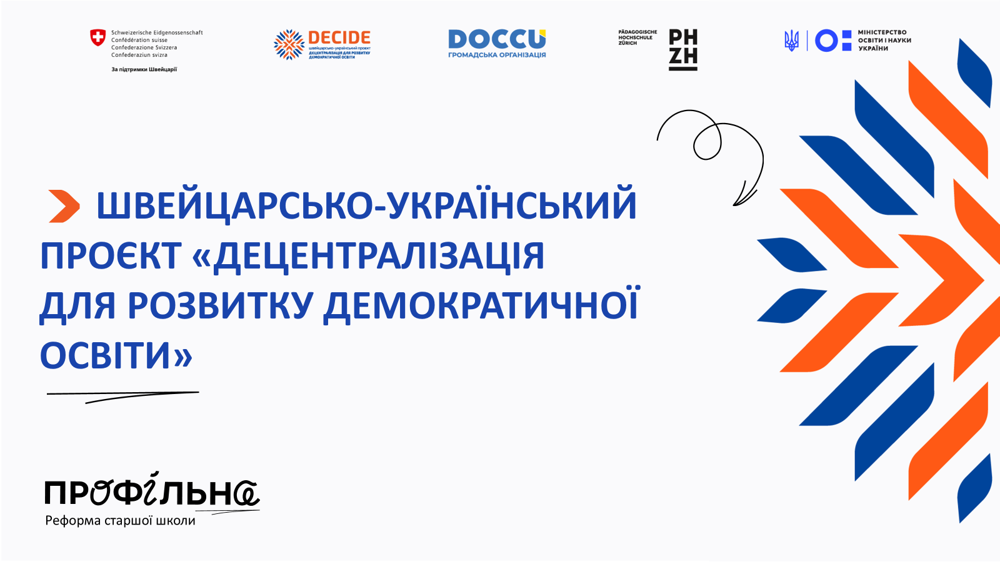 Schweizerische Eidgenossenschaft
Confédération suisse
Confederazione Svizzera
Confederaziun svizra
За підтримки Швейцарії
DECIDE
швейцарсько-український проєкт
ДЕЦЕНТРАЛІЗАЦІЯ ДЛЯ РОЗВИТКУ
ДЕМОКРАТИЧНОЇ ОСВІТИ
DOCCU
ГРОМАДСЬКА ОРГАНІЗАЦІЯ
PÄDAGOGISCHE
HOCHSCHULE
ZÜRICH
PH
ZH
МІНІСТЕРСТВО
ОСВІТИ І НАУКИ
УКРАЇНИ
ШВЕЙЦАРСЬКО-УКРАЇНСЬКИЙ
ПРОЄКТ «ДЕЦЕНТРАЛІЗАЦІЯ
ДЛЯ РОЗВИТКУ ДЕМОКРАТИЧНОЇ
ОСВІТИ»
ПРОФІЛЬНА
Реформа старшої школи